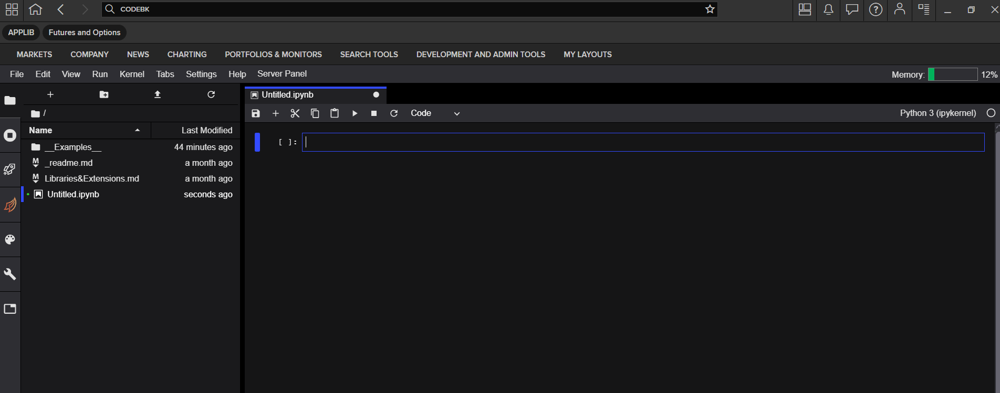 CODEBK
APPLIB Futures and Options
MARKETS COMPANY NEWS CHARTING PORTFOLIOS & MONITORS SEARCH TOOLS DEVELOPMENT AND ADMIN TOOLS MY LAYOUTS
File Edit View Run Kernel Tabs Settings Help Server Panel Memory: 12%
Untitled.ipynb
/
Code Python 3 (ipykernel)
Name Last Modified
__Examples__ 44 minutes ago
_readme.md a month ago
Libraries&Extensions.md a month ago
Untitled.ipynb seconds ago
[ ]: